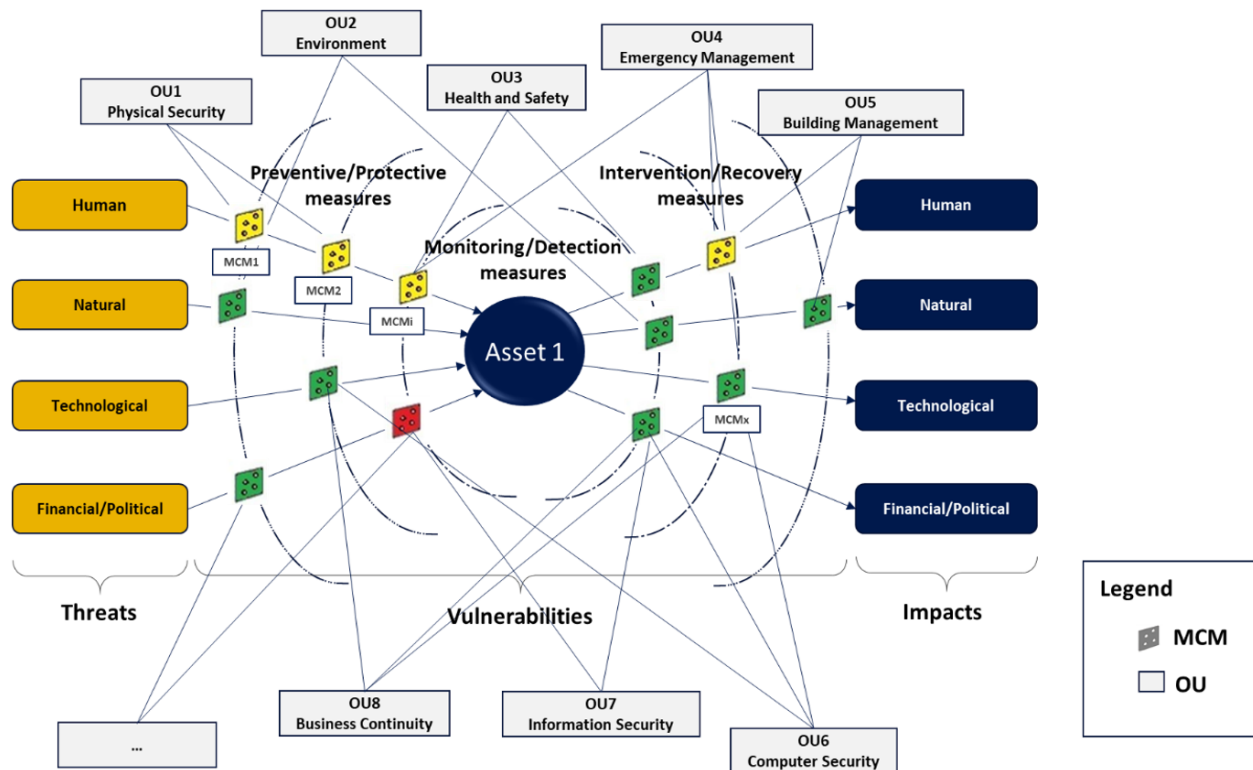 OU2
Environment
OU4
Emergency Management
OU3
Health and Safety
OU1
Physical Security
OU5
Building Management
Preventive/Protective
measures
Intervention/Recovery
measures
Monitoring/Detection
measures
Human
Natural
Technological
Financial/Political
MCM1
MCM2
MCMi
Asset 1
MCMx
Human
Natural
Technological
Financial/Political
Threats
Vulnerabilities
Impacts
Legend
MCM
OU
...
OU8
Business Continuity
OU7
Information Security
OU6
Computer Security